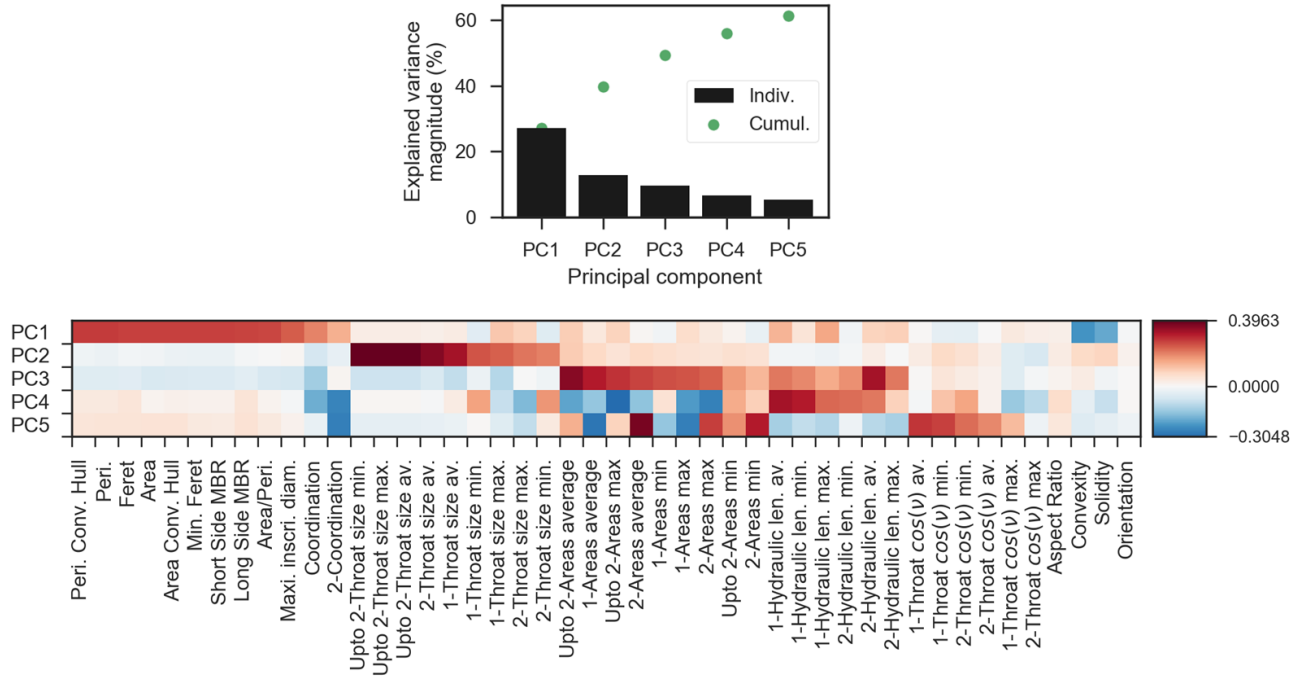 Explained variance
magnitude (%)
60
40
20
0
Indiv.
Cumul.
PC1 PC2 PC3 PC4 PC5
Principal component
PC1
PC2
PC3
PC4
PC5
0.3963
0.0000
−0.3048
Peri. Conv. Hull
Peri.
Feret
Area
Area Conv. Hull
Min. Feret
Short Side MBR
Long Side MBR
Area/Peri.
Maxi. inscri. diam.
Coordination
2-Coordination
Upto 2-Throat size min.
Upto 2-Throat size max.
Upto 2-Throat size av.
2-Throat size av.
1-Throat size av.
1-Throat size min.
1-Throat size max.
2-Throat size max.
2-Throat size min.
Upto 2-Areas average
1-Areas average
Upto 2-Areas max
2-Areas average
1-Areas min
1-Areas max
2-Areas max
Upto 2-Areas min
2-Areas min
1-Hydraulic len. av.
1-Hydraulic len. min.
1-Hydraulic len. max.
2-Hydraulic len. min.
2-Hydraulic len. av.
2-Hydraulic len. max.
1-Throat cos(ν) av.
1-Throat cos(ν) min.
2-Throat cos(ν) min.
2-Throat cos(ν) av.
1-Throat cos(ν) max.
2-Throat cos(ν) max
Aspect Ratio
Convexity
Solidity
Orientation